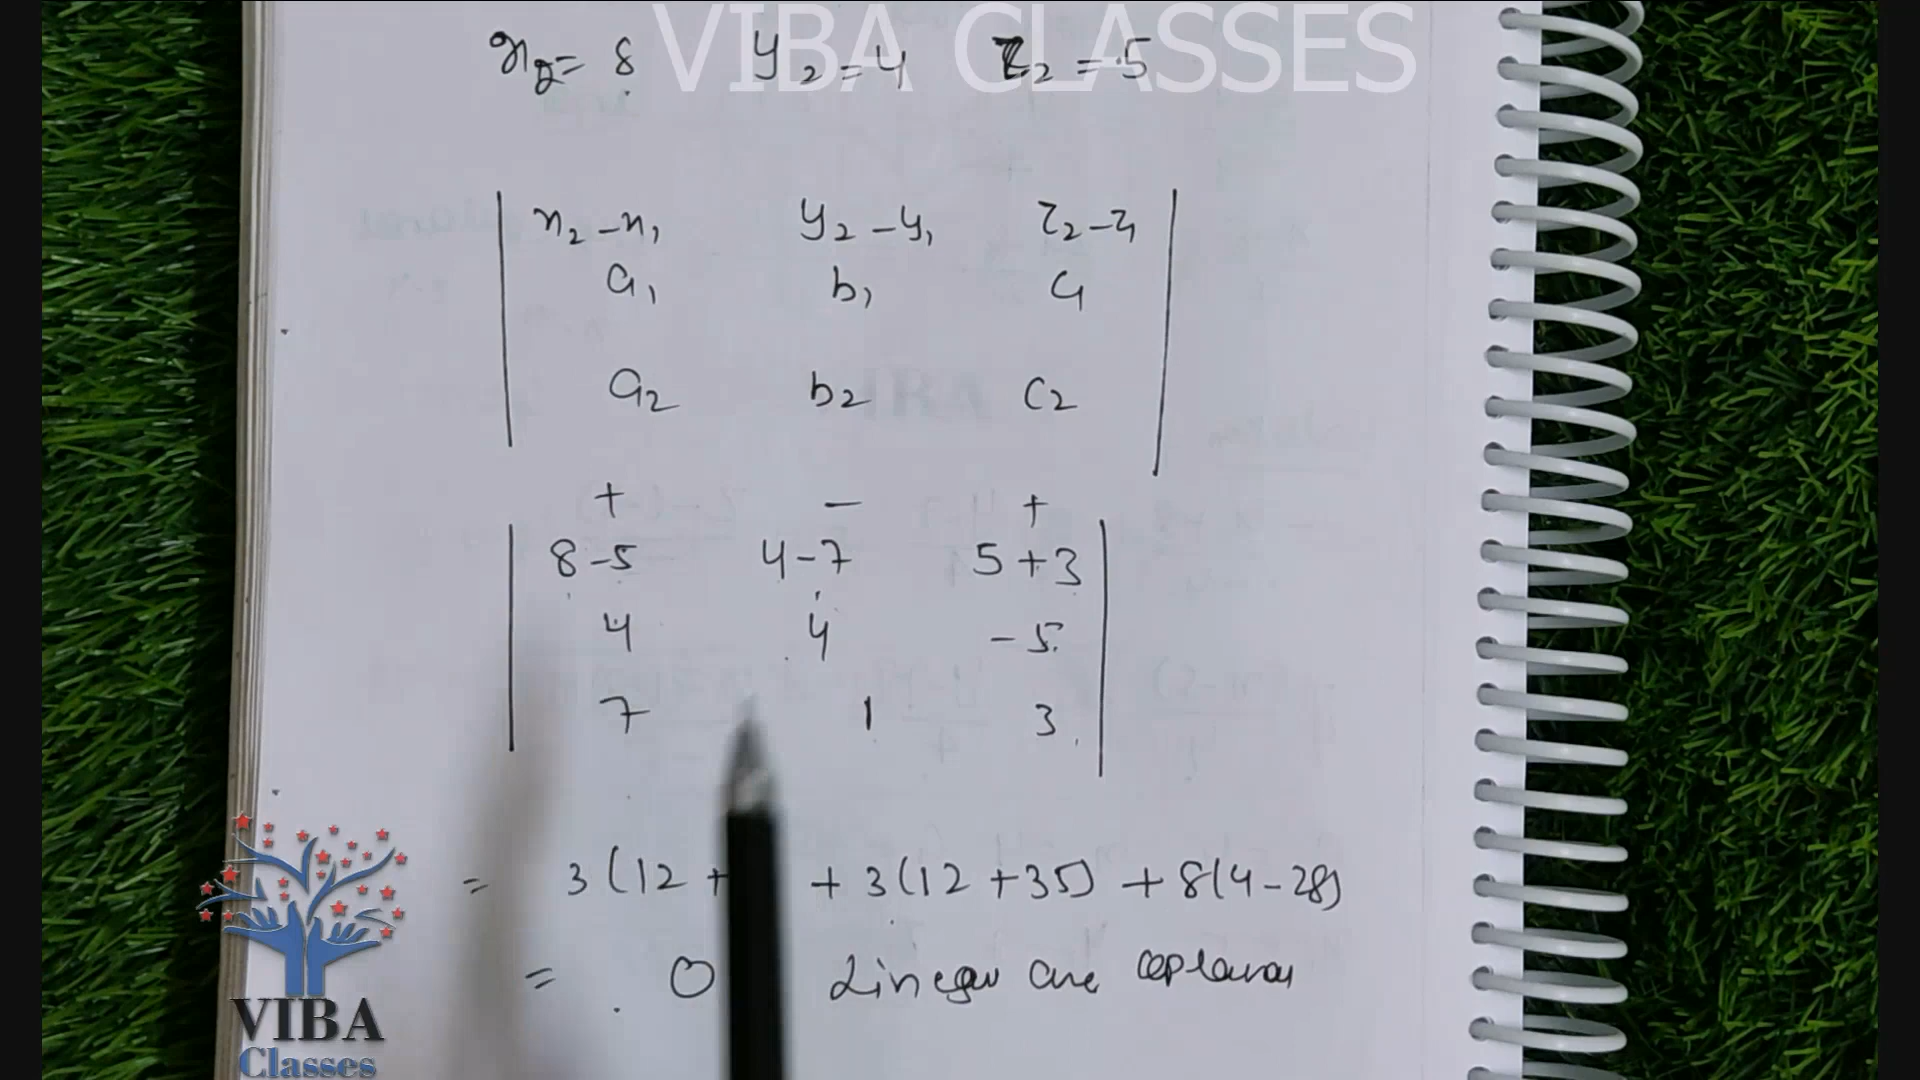 VIBA CLASSES
x₂ = 8 y₂ = 4 z₂ = 5
x₂ - x₁ y₂ - y₁ z₂ - z₁
a₁ b₁ c₁
a₂ b₂ c₂
+ - +
8 - 5 4 - 7 5 + 3
4 4 - 5
7 1 3
= 3 (12 + + 3 (12 + 35) + 8 (4 - 28)
= 0 are
VIBA
Classes